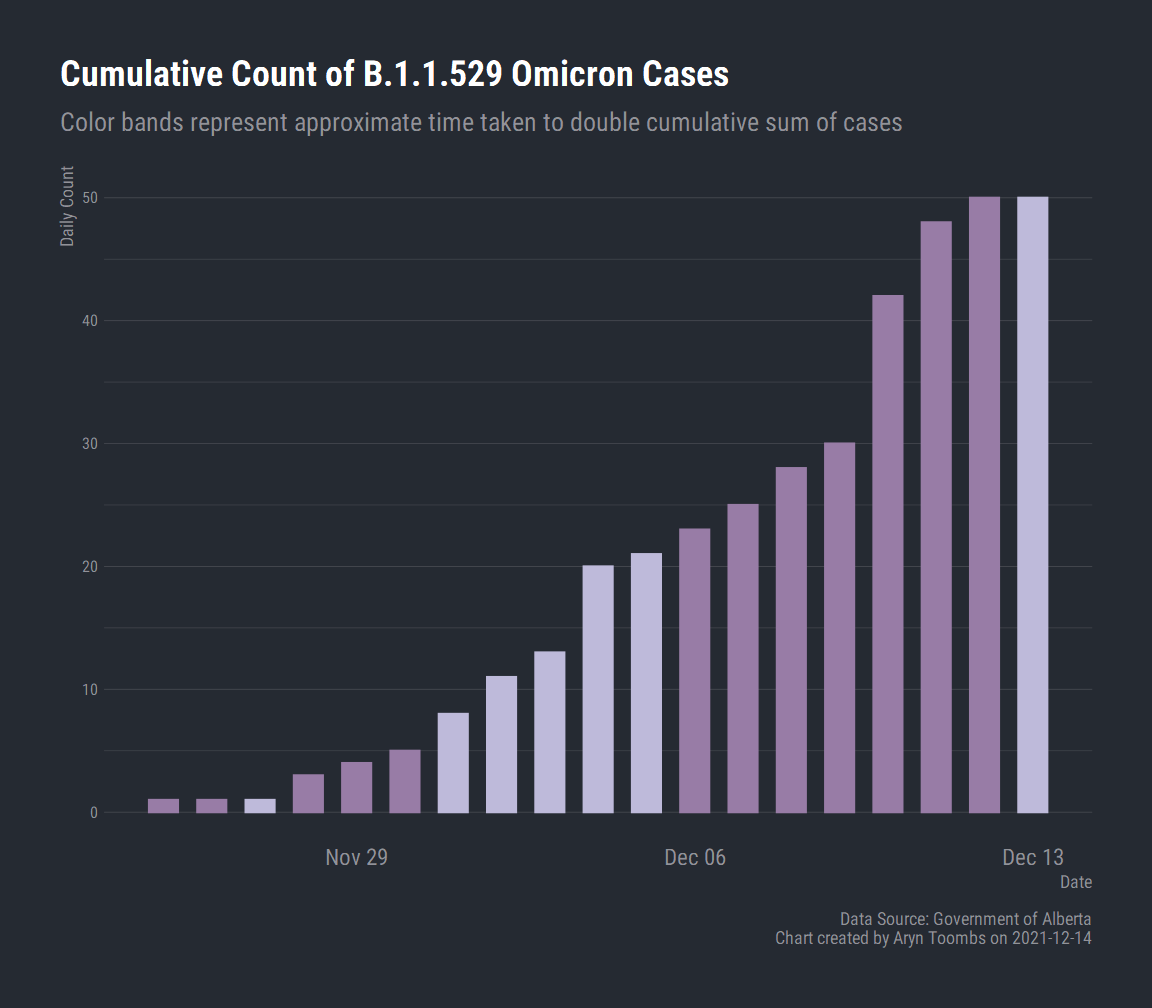 Cumulative Count of B.1.1.529 Omicron Cases
Color bands represent approximate time taken to double cumulative sum of cases
Daily Count
50
40
30
20
10
0
Nov 29 Dec 06 Dec 13
Date
Data Source: Government of Alberta
Chart created by Aryn Toombs on 2021-12-14